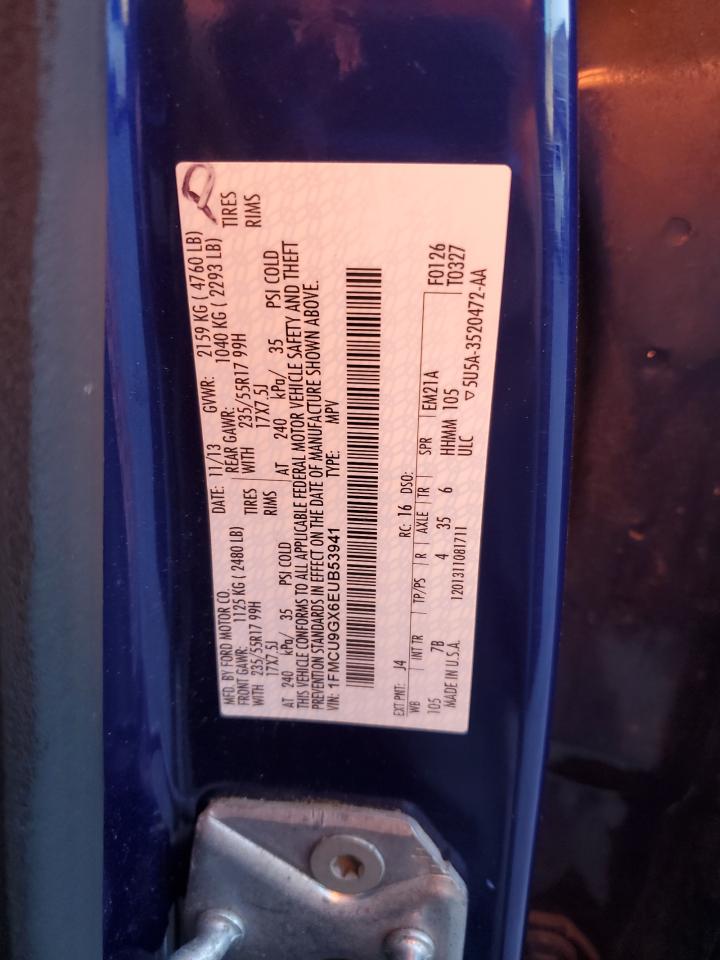 MFD. BY FORD MOTOR CO.
DATE: 11/13 GVWR: 2159 KG ( 4760 LB)
FRONT GAWR: 1125 KG ( 2480 LB) REAR GAWR: 1040 KG ( 2293 LB)
WITH 235/55R17 99H TIRES WITH 235/55R17 99H TIRES
17X7.5J RIMS 17X7.5J RIMS
AT 240 kPa/ 35 PSI COLD AT 240 kPa/ 35 PSI COLD
THIS VEHICLE CONFORMS TO ALL APPLICABLE FEDERAL MOTOR VEHICLE SAFETY AND THEFT
PREVENTION STANDARDS IN EFFECT ON THE DATE OF MANUFACTURE SHOWN ABOVE.
VIN: 1FMCU9GX6EUB53941 TYPE: MPV
EXT PNT: J4 RC: 16 DSO: F0126
WB INT TR TP/PS R AXLE TR SPR EM21A T0327
105 7B 4 35 6 HHMM 105
MADE IN U.S.A. 1201311081711 ULC ▽5U5A-3520472-AA